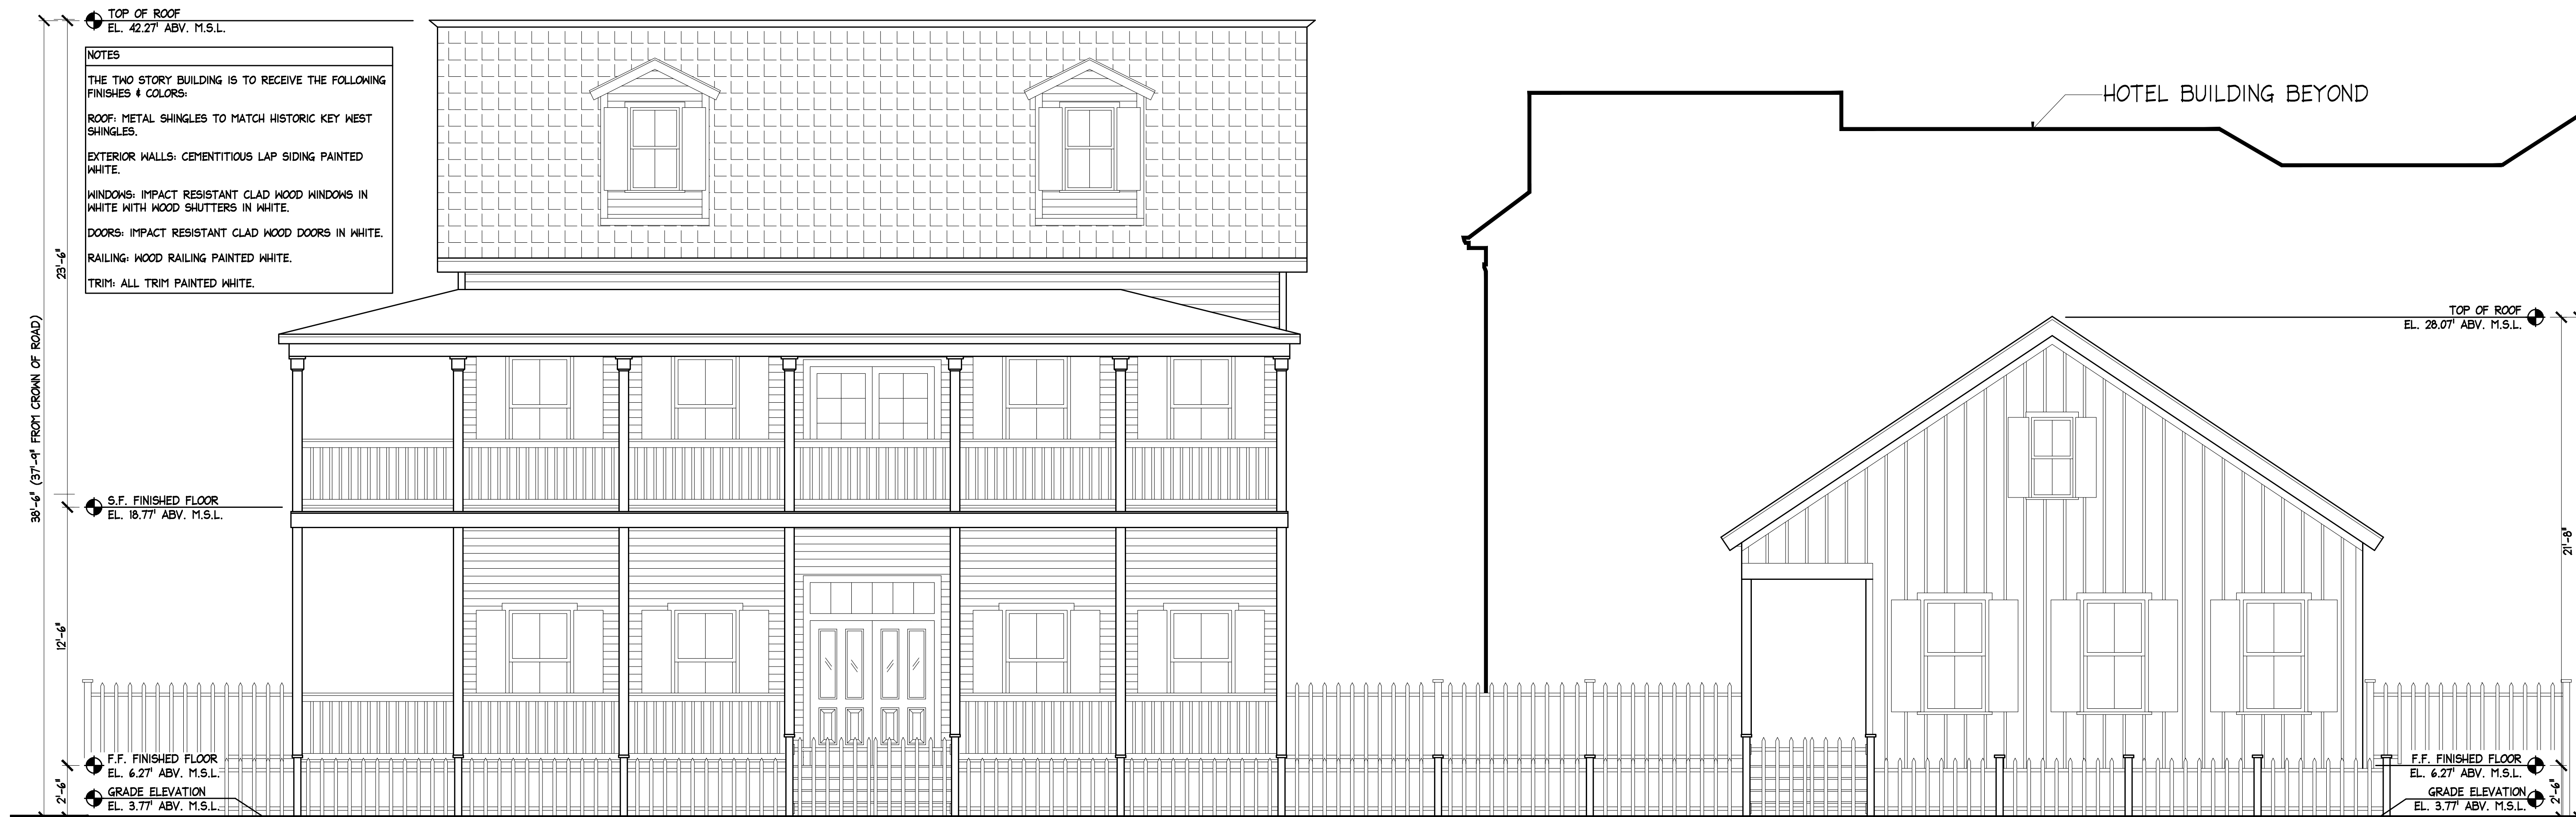 TOP OF ROOF
EL. 42.27' ABV. M.S.L.
NOTES
THE TWO STORY BUILDING IS TO RECEIVE THE FOLLOWING
FINISHES & COLORS:
ROOF: METAL SHINGLES TO MATCH HISTORIC KEY WEST
SHINGLES.
EXTERIOR WALLS: CEMENTITIOUS LAP SIDING PAINTED
WHITE.
WINDOWS: IMPACT RESISTANT CLAD WOOD WINDOWS IN
WHITE WITH WOOD SHUTTERS IN WHITE.
DOORS: IMPACT RESISTANT CLAD WOOD DOORS IN WHITE.
RAILING: WOOD RAILING PAINTED WHITE.
TRIM: ALL TRIM PAINTED WHITE.
38'-6" (37'-9" FROM CROWN OF ROAD)
23'-6"
12'-6"
2'-6"
S.F. FINISHED FLOOR
EL. 18.77' ABV. M.S.L.
F.F. FINISHED FLOOR
EL. 6.27' ABV. M.S.L.
GRADE ELEVATION
EL. 3.77' ABV. M.S.L.
HOTEL BUILDING BEYOND
TOP OF ROOF
EL. 28.07' ABV. M.S.L.
21'-8"
F.F. FINISHED FLOOR
EL. 6.27' ABV. M.S.L.
GRADE ELEVATION
EL. 3.77' ABV. M.S.L.
2'-6"